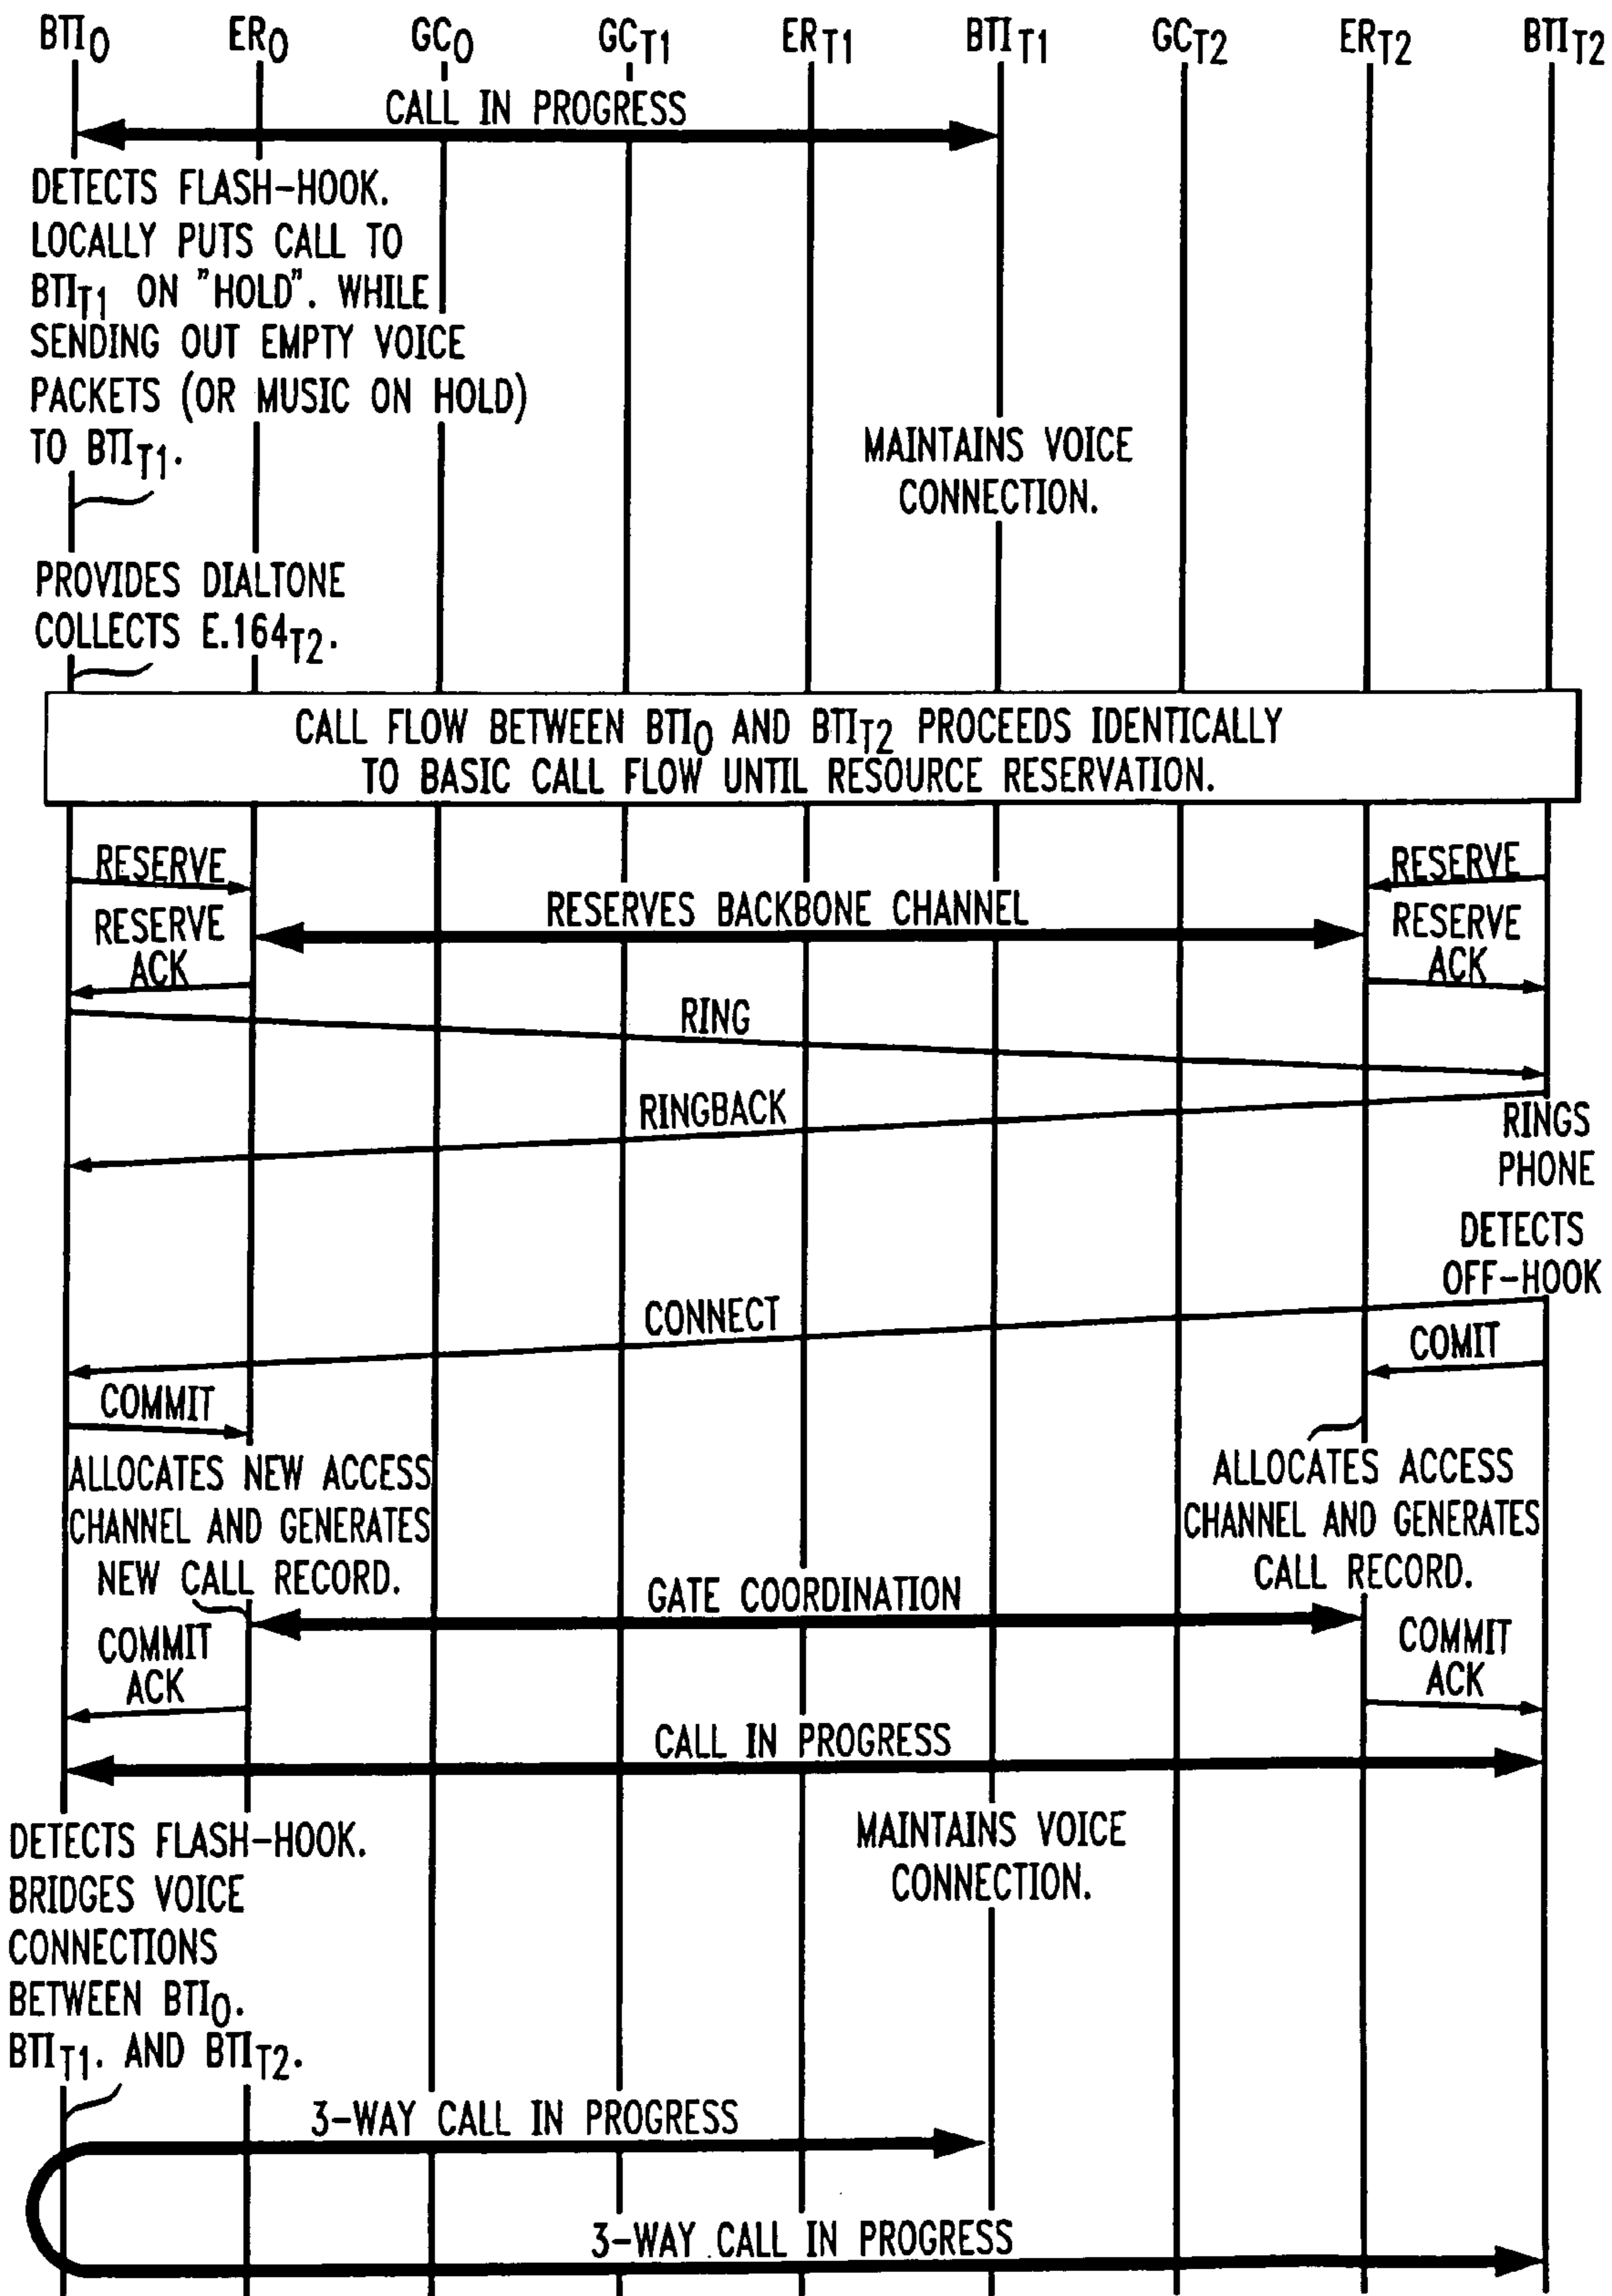 BTIO ERO GCO GCT1 ERT1 BTIT1 GCT2 ERT2 BTIT2
CALL IN PROGRESS
DETECTS FLASH-HOOK.
LOCALLY PUTS CALL TO
BTIT1 ON "HOLD". WHILE
SENDING OUT EMPTY VOICE
PACKETS (OR MUSIC ON HOLD)
TO BTIT1.
MAINTAINS VOICE
CONNECTION.
PROVIDES DIALTONE
COLLECTS E.164T2.
CALL FLOW BETWEEN BTIO AND BTIT2 PROCEEDS IDENTICALLY
TO BASIC CALL FLOW UNTIL RESOURCE RESERVATION.
RESERVE
RESERVE
RESERVES BACKBONE CHANNEL
RESERVE
ACK
RESERVE
ACK
RING
RINGBACK
RINGS
PHONE
DETECTS
OFF-HOOK
CONNECT
COMIT
COMMIT
ALLOCATES NEW ACCESS
CHANNEL AND GENERATES
NEW CALL RECORD.
ALLOCATES ACCESS
CHANNEL AND GENERATES
CALL RECORD.
GATE COORDINATION
COMMIT
ACK
COMMIT
ACK
CALL IN PROGRESS
DETECTS FLASH-HOOK.
BRIDGES VOICE
CONNECTIONS
BETWEEN BTIO.
BTIT1. AND BTIT2.
MAINTAINS VOICE
CONNECTION.
3-WAY CALL IN PROGRESS
3-WAY CALL IN PROGRESS